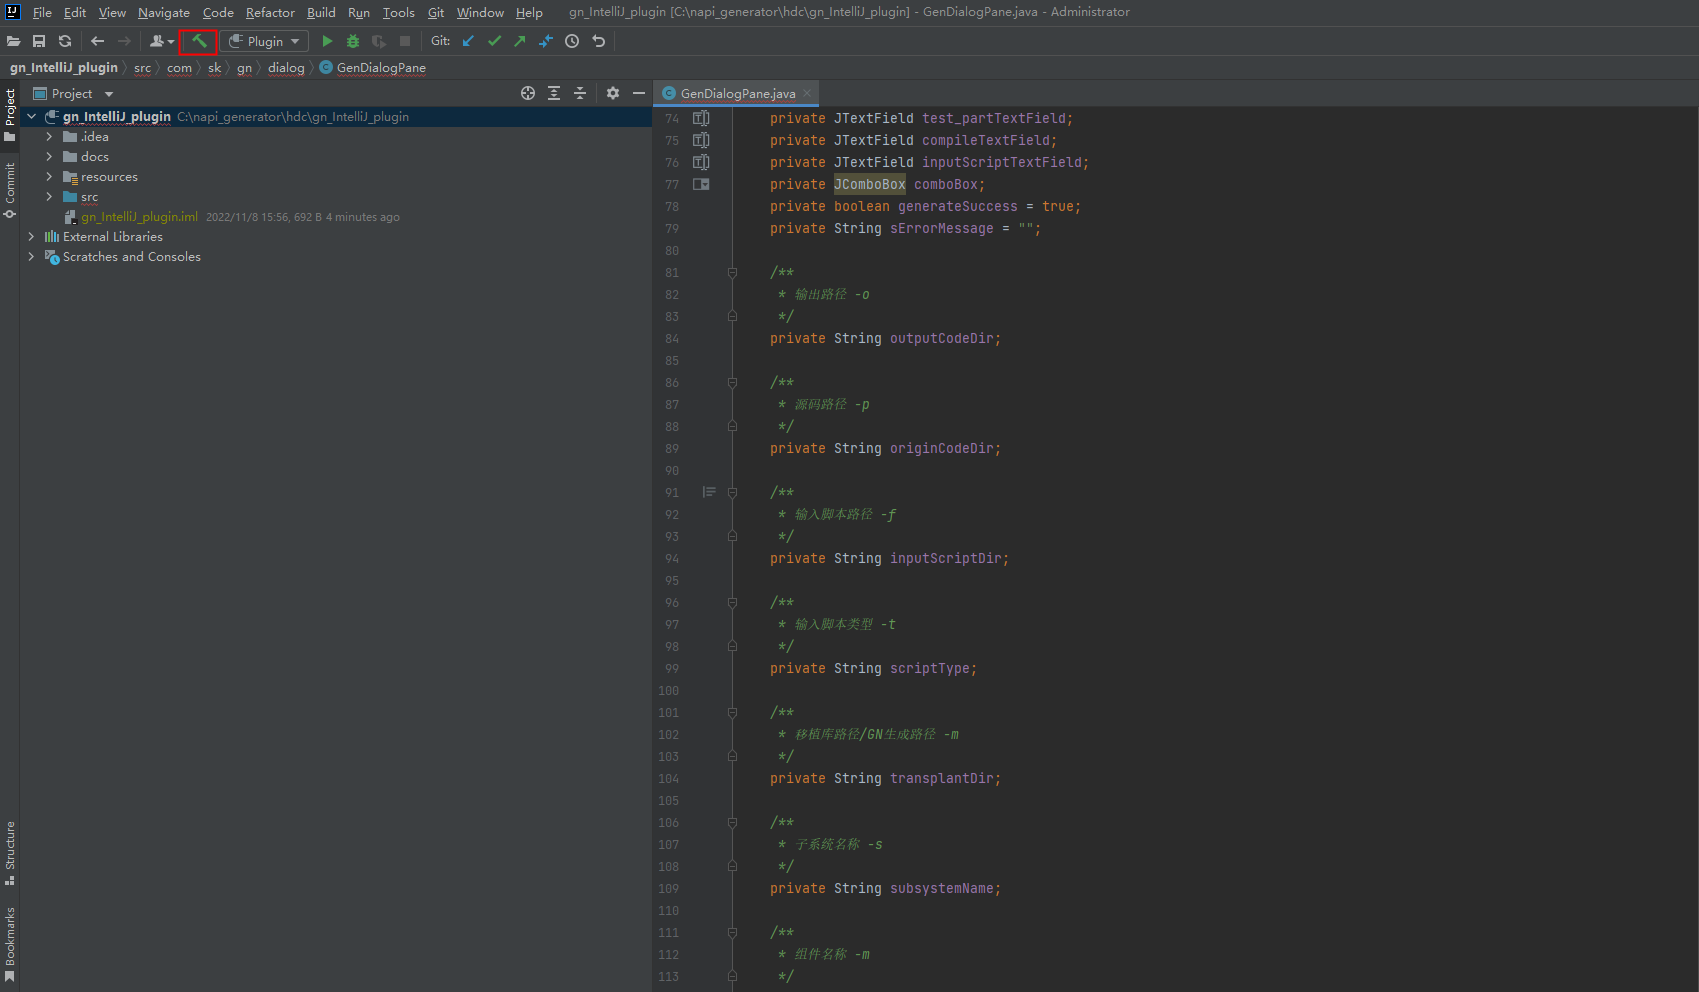 File Edit View Navigate Code Refactor Build Run Tools Git Window Help gn_IntelliJ_plugin [C:\napi_generator\hdc\gn_IntelliJ_plugin] - GenDialogPane.java - Administrator
Plugin Git:
gn_IntelliJ_plugin src com sk gn dialog GenDialogPane
Project
Commit
Structure
Bookmarks
Project
gn_IntelliJ_plugin C:\napi_generator\hdc\gn_IntelliJ_plugin
.idea
docs
resources
src
gn_IntelliJ_plugin.iml 2022/11/8 15:56, 692 B 4 minutes ago
External Libraries
Scratches and Consoles
GenDialogPane.java
74 private JTextField test_partTextField;
75 private JTextField compileTextField;
76 private JTextField inputScriptTextField;
77 private JComboBox comboBox;
78 private boolean generateSuccess = true;
79 private String sErrorMessage = "";
80
81 /**
82 * 输出路径 -o
83 */
84 private String outputCodeDir;
85
86 /**
87 * 源码路径 -p
88 */
89 private String originCodeDir;
90
91 /**
92 * 输入脚本路径 -f
93 */
94 private String inputScriptDir;
95
96 /**
97 * 输入脚本类型 -t
98 */
99 private String scriptType;
100
101 /**
102 * 移植库路径/GN生成路径 -m
103 */
104 private String transplantDir;
105
106 /**
107 * 子系统名称 -s
108 */
109 private String subsystemName;
110
111 /**
112 * 组件名称 -m
113 */